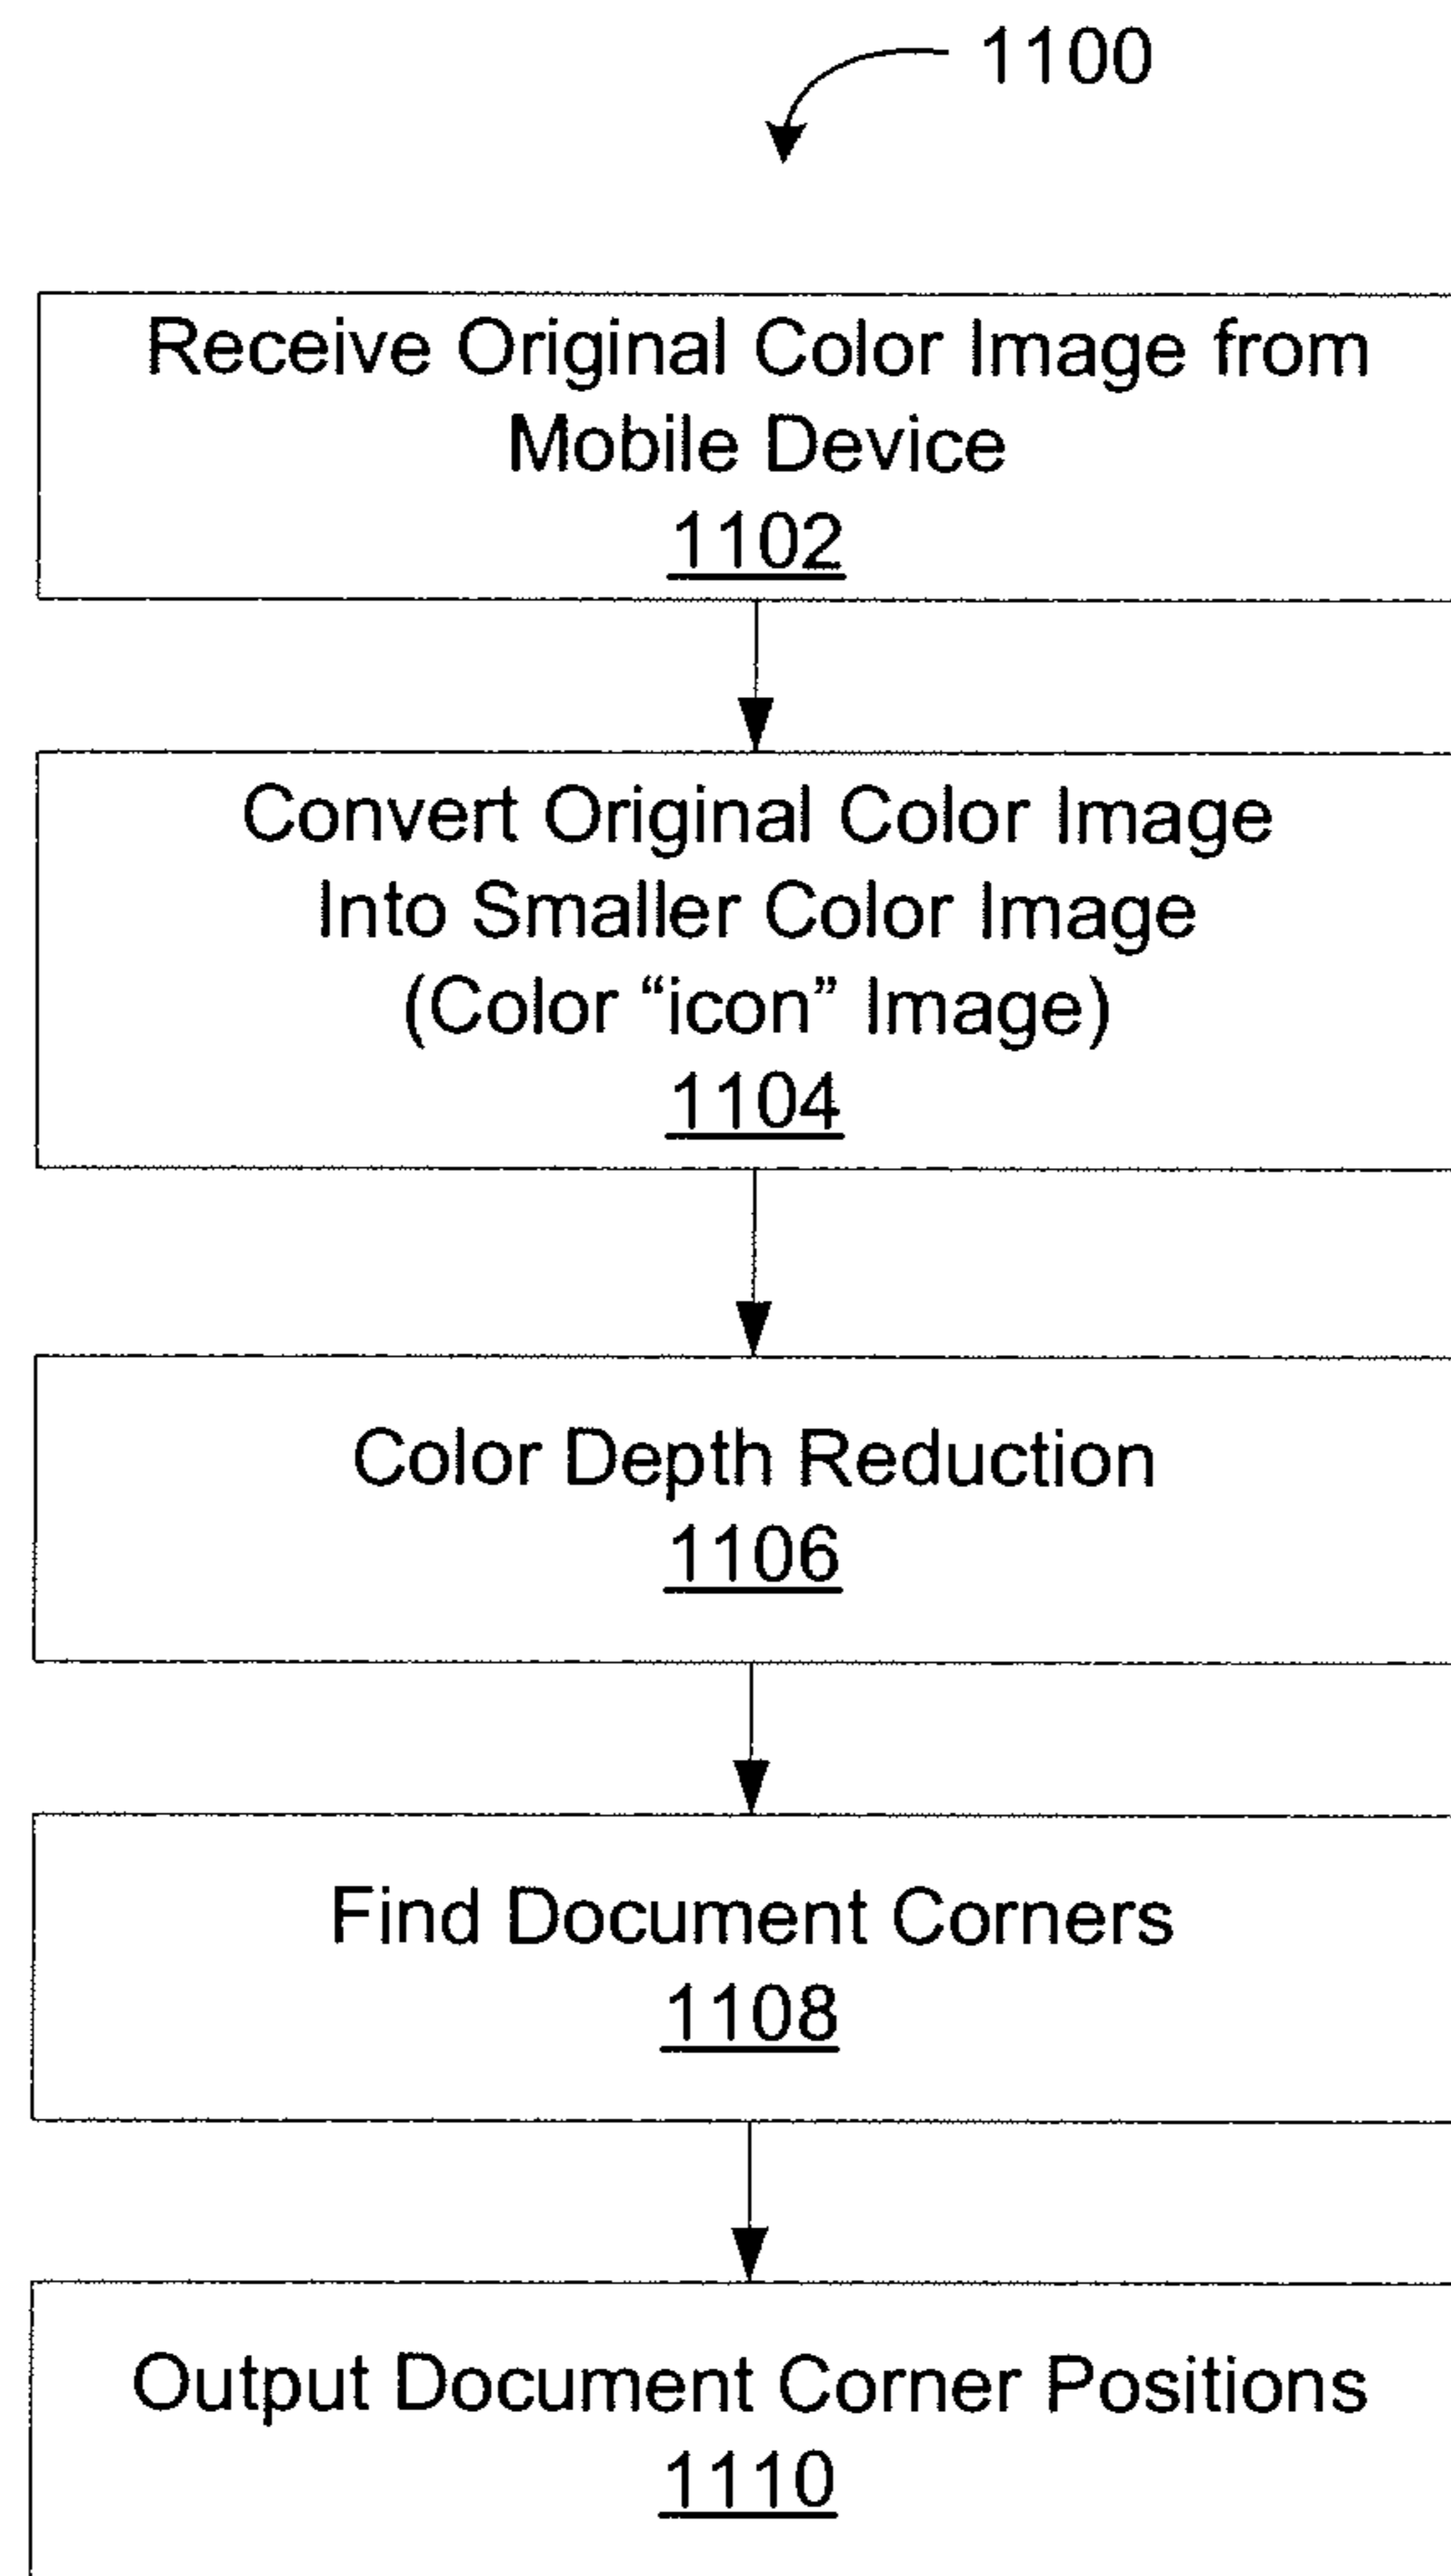 1100
Receive Original Color Image from
Mobile Device
1102
Convert Original Color Image
Into Smaller Color Image
(Color “icon” Image)
1104
Color Depth Reduction
1106
Find Document Corners
1108
Output Document Corner Positions
1110